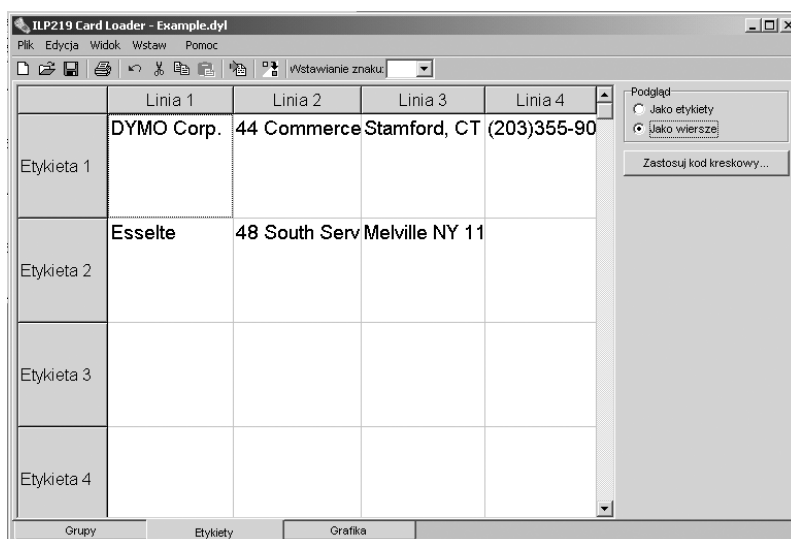 ILP219 Card Loader - Example.dyl
Plik Edycja Widok Wstaw Pomoc
Wstawianie znaku:
Linia 1 Linia 2 Linia 3 Linia 4
Etykieta 1 DYMO Corp. 44 Commerce Stamford, CT (203)355-90
Etykieta 2 Esselte 48 South Serv Melville NY 11
Etykieta 3
Etykieta 4
Podgląd
Jako etykiety
Jako wiersze
Zastosuj kod kreskowy...
Grupy Etykiety Grafika